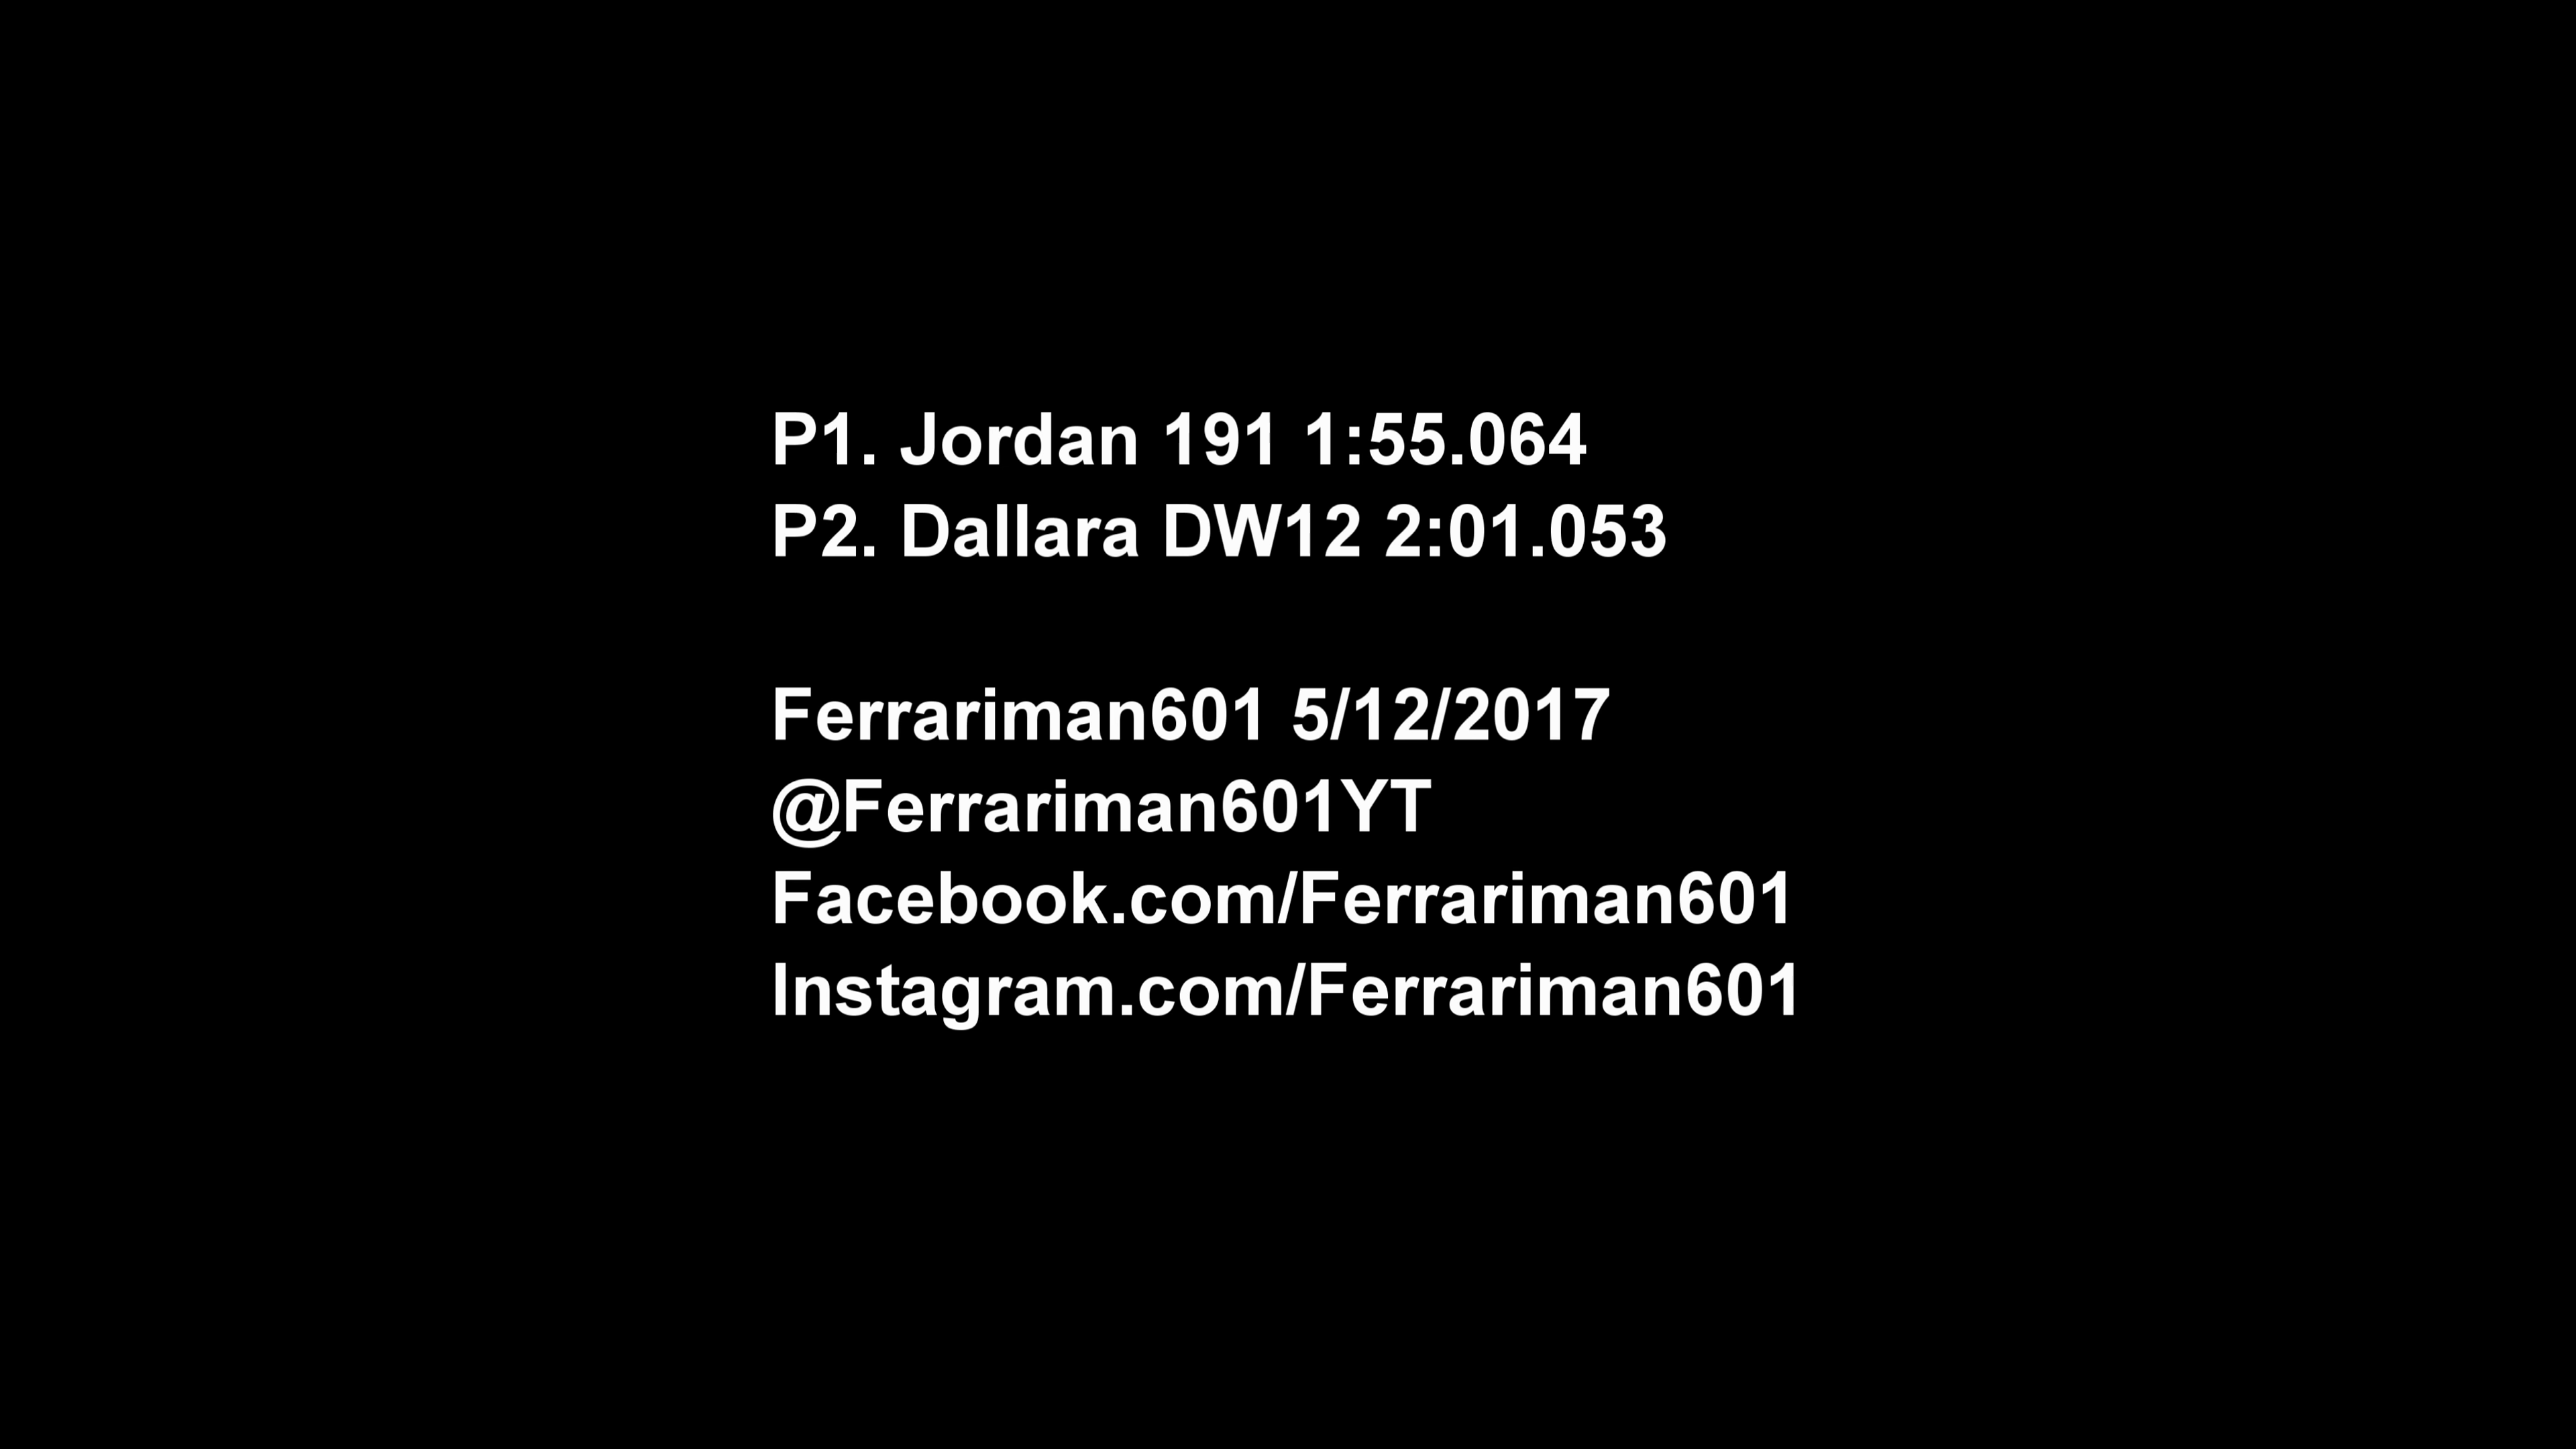 P1. Jordan 191 1:55.064
P2. Dallara DW12 2:01.053
Ferrariman601 5/12/2017
@Ferrariman601YT
Facebook.com/Ferrariman601
Instagram.com/Ferrariman601